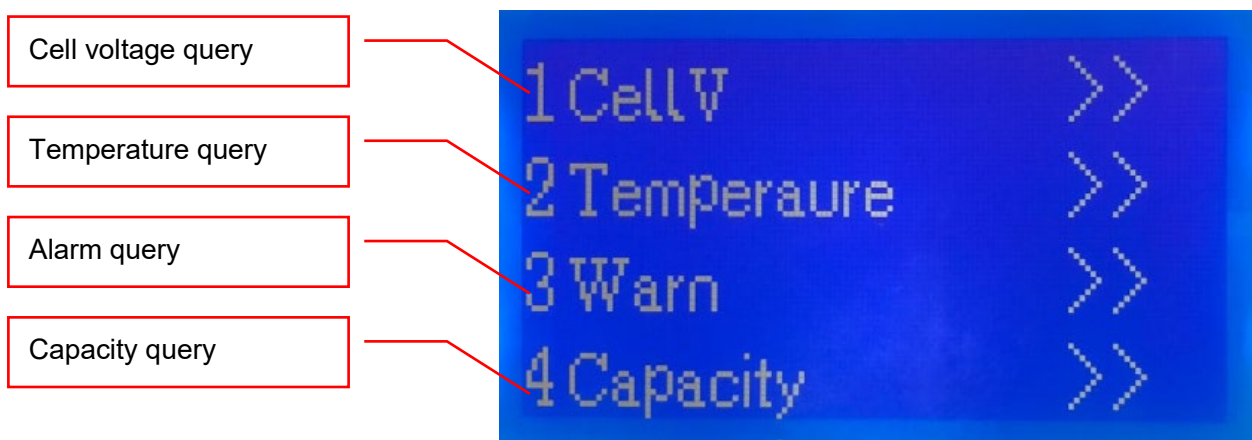 Cell voltage query
Temperature query
Alarm query
Capacity query
1 CellV >>
2 Temperaure >>
3 Warn >>
4 Capacity >>